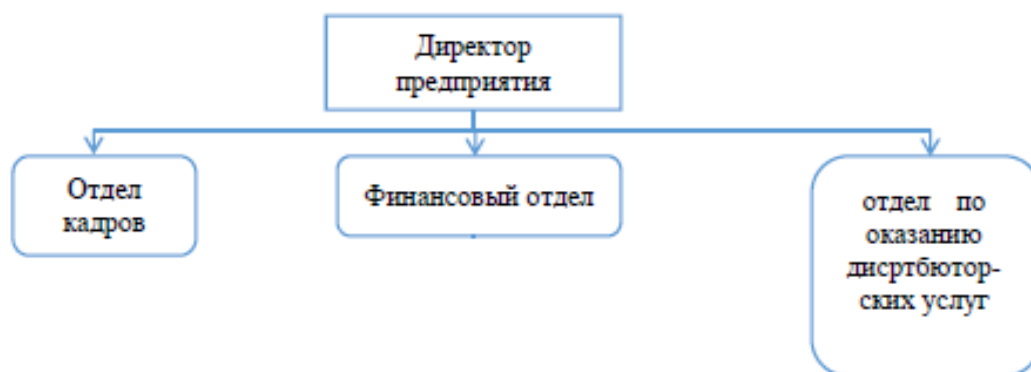 Директор
предприятия
Отдел
кадров
Финансовый отдел
отдел по
оказанию
дисртбютор-
ских услуг